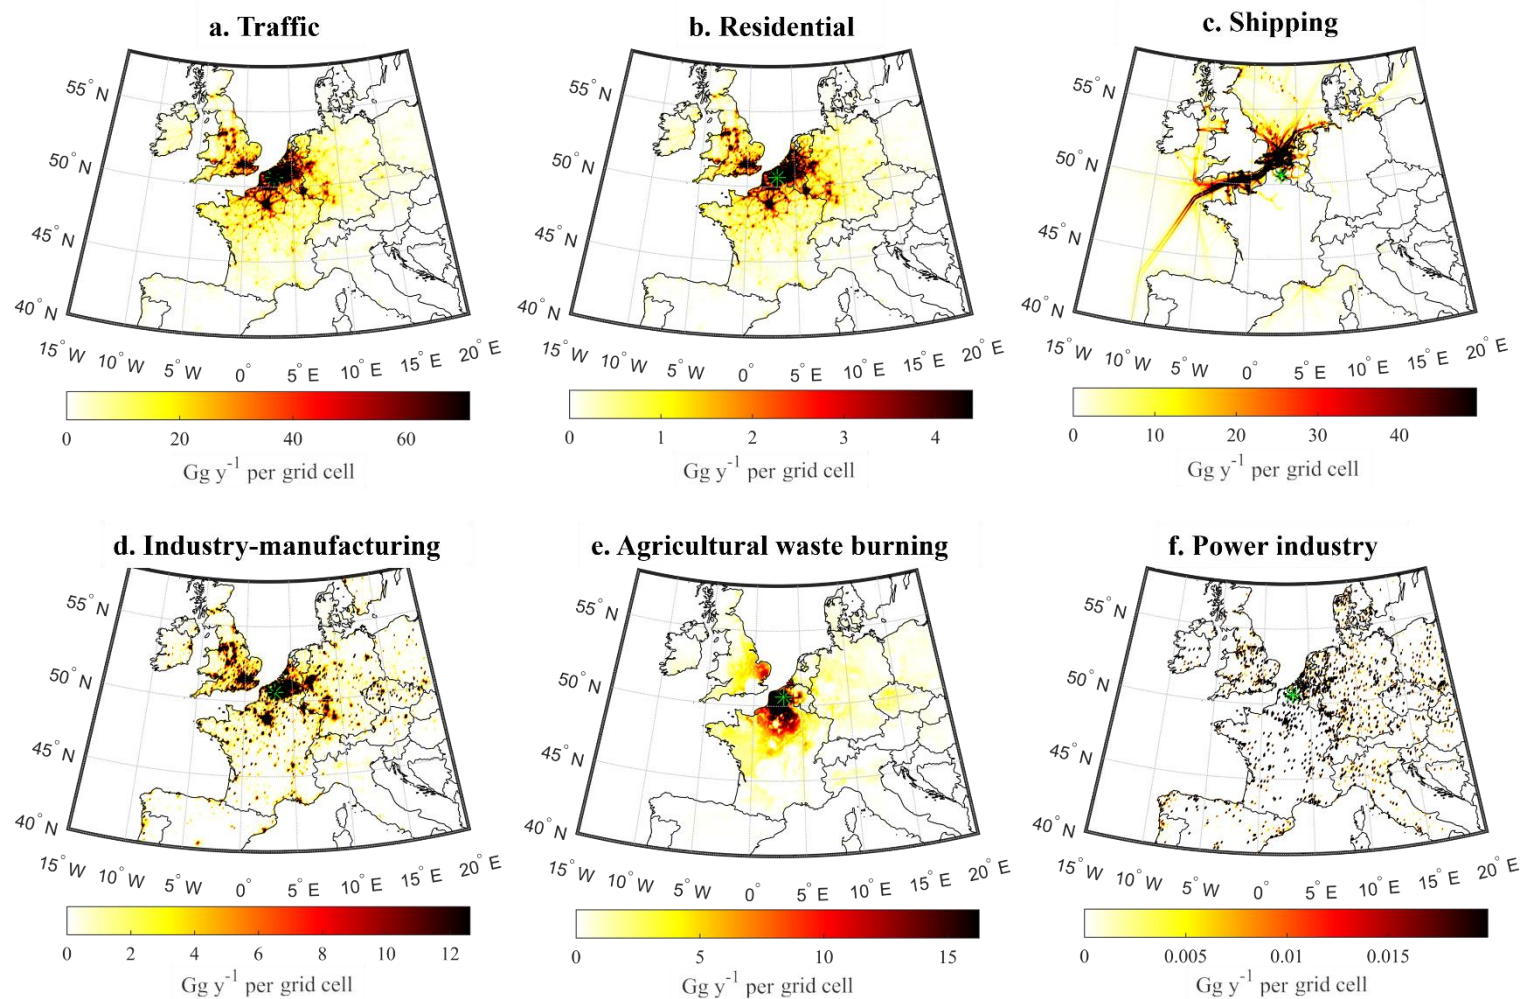 a. Traffic
b. Residential
c. Shipping
55° N
50° N
45° N
40° N
15° W 10° W 5° W 0° 5° E 10° E 15° E 20° E
0 20 40 60
Gg y-1 per grid cell
55° N
50° N
45° N
40° N
15° W 10° W 5° W 0° 5° E 10° E 15° E 20° E
0 1 2 3 4
Gg y-1 per grid cell
55° N
50° N
45° N
40° N
15° W 10° W 5° W 0° 5° E 10° E 15° E 20° E
0 10 20 30 40
Gg y-1 per grid cell
d. Industry-manufacturing
e. Agricultural waste burning
f. Power industry
55° N
50° N
45° N
40° N
15° W 10° W 5° W 0° 5° E 10° E 15° E 20° E
0 2 4 6 8 10 12
Gg y-1 per grid cell
55° N
50° N
45° N
40° N
15° W 10° W 5° W 0° 5° E 10° E 15° E 20° E
0 5 10 15
Gg y-1 per grid cell
55° N
50° N
45° N
40° N
15° W 10° W 5° W 0° 5° E 10° E 15° E 20° E
0 0.005 0.01 0.015
Gg y-1 per grid cell